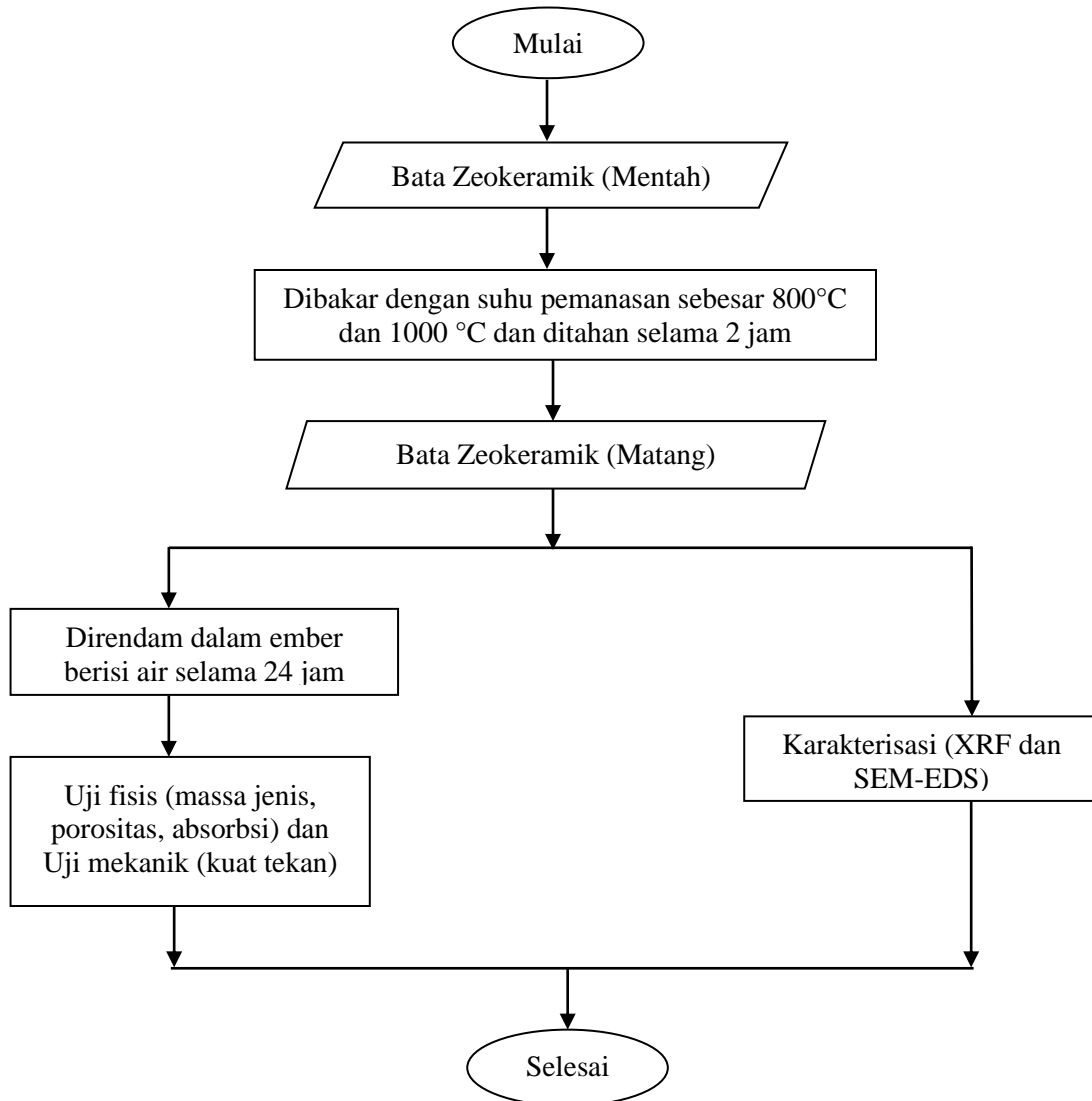 Mulai
Bata Zeokeramik (Mentah)
Dibakar dengan suhu pemanasan sebesar 800°C
dan 1000 °C dan ditahan selama 2 jam
Bata Zeokeramik (Matang)
Direndam dalam ember
berisi air selama 24 jam
Uji fisis (massa jenis,
porositas, absorbsi) dan
Uji mekanik (kuat tekan)
Karakterisasi (XRF dan
SEM-EDS)
Selesai